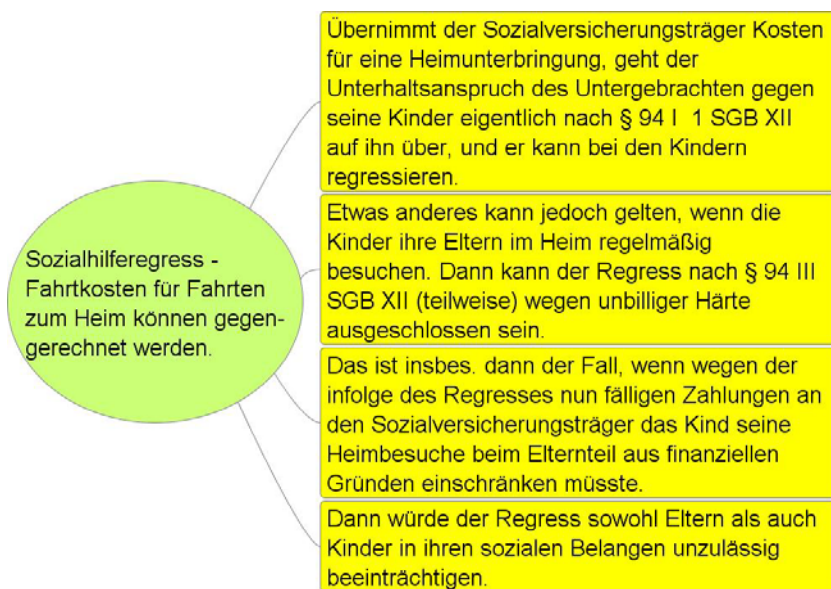 Sozialhilferegress -
Fahrtkosten für Fahrten
zum Heim können gegen-
gerechnet werden.
Übernimmt der Sozialversicherungsträger Kosten
für eine Heimunterbringung, geht der
Unterhaltsanspruch des Untergebrachten gegen
seine Kinder eigentlich nach § 94 I 1 SGB XII
auf ihn über, und er kann bei den Kindern
regressieren.
Etwas anderes kann jedoch gelten, wenn die
Kinder ihre Eltern im Heim regelmäßig
besuchen. Dann kann der Regress nach § 94 III
SGB XII (teilweise) wegen unbilliger Härte
ausgeschlossen sein.
Das ist insbes. dann der Fall, wenn wegen der
infolge des Regresses nun fälligen Zahlungen an
den Sozialversicherungsträger das Kind seine
Heimbesuche beim Elternteil aus finanziellen
Gründen einschränken müsste.
Dann würde der Regress sowohl Eltern als auch
Kinder in ihren sozialen Belangen unzulässig
beeinträchtigen.